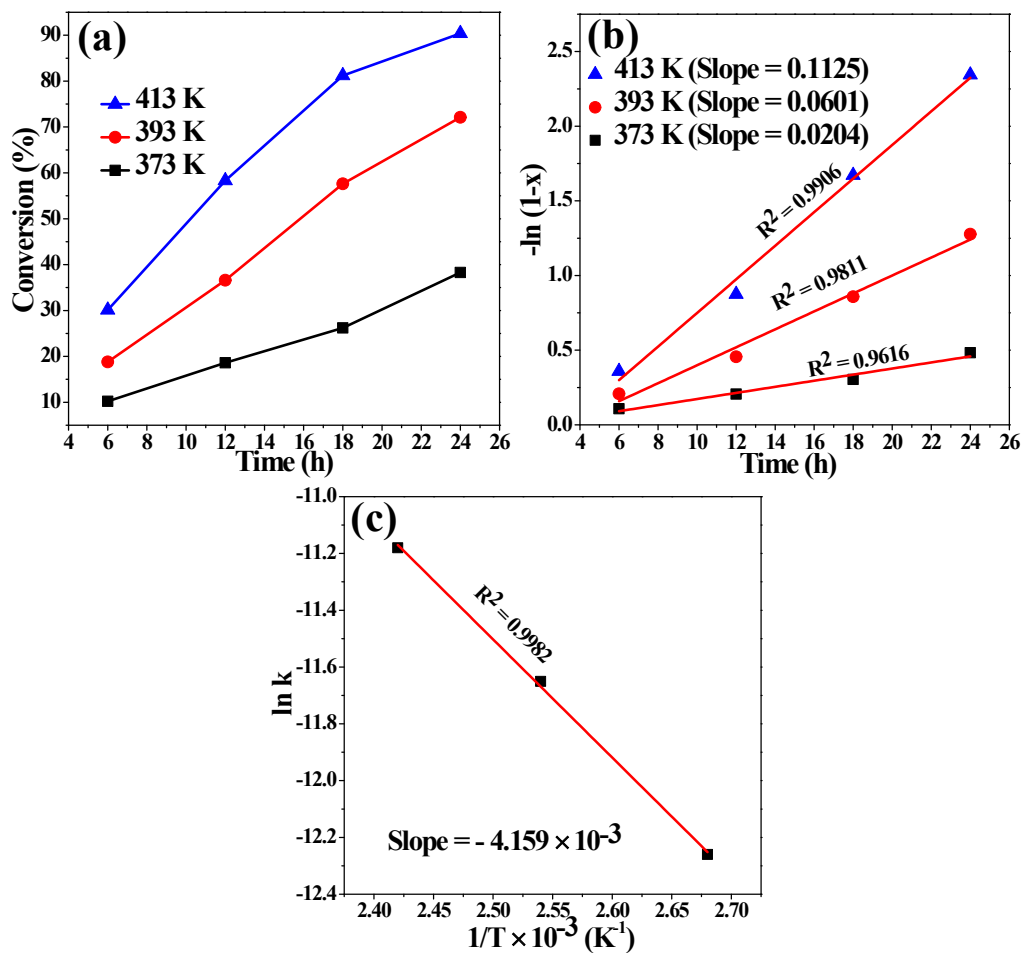 (a)
413 K
393 K
373 K
Conversion (%)
90
80
70
60
50
40
30
20
10
4 6 8 10 12 14 16 18 20 22 24 26
Time (h)
(b)
413 K (Slope = 0.1125)
393 K (Slope = 0.0601)
373 K (Slope = 0.0204)
-ln (1-x)
2.5
2.0
1.5
1.0
0.5
0.0
R² = 0.9906
R² = 0.9811
R² = 0.9616
4 6 8 10 12 14 16 18 20 22 24 26
Time (h)
(c)
ln k
-11.0
-11.2
-11.4
-11.6
-11.8
-12.0
-12.2
-12.4
R² = 0.9982
Slope = - 4.159 × 10⁻³
2.40 2.45 2.50 2.55 2.60 2.65 2.70
1/T × 10⁻³ (K⁻¹)